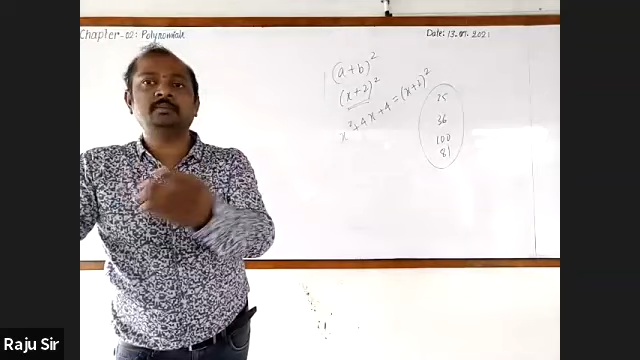 Chapter-02: Polynomials
Date: 13.07.2021
(a+b)²
(x+2)²
x²+4x+4=(x+2)²
25
36
100
81
Raju Sir